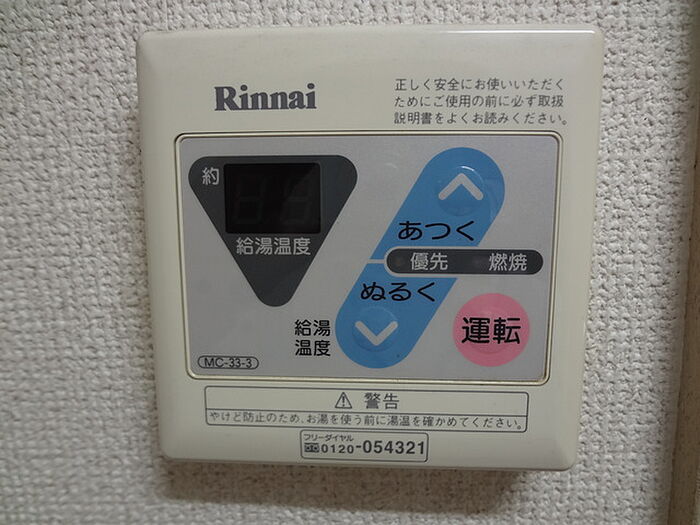 Rinnai
正しく安全にお使いいただく
ためにご使用の前に必ず取扱
説明書をよくお読みください。
約
給湯温度
あつく
優先 燃焼
ぬるく
給湯
温度
運転
MC-33-3
警告
やけど防止のため、お湯を使う前に湯温を確かめてください。
フリーダイヤル
0120-054321